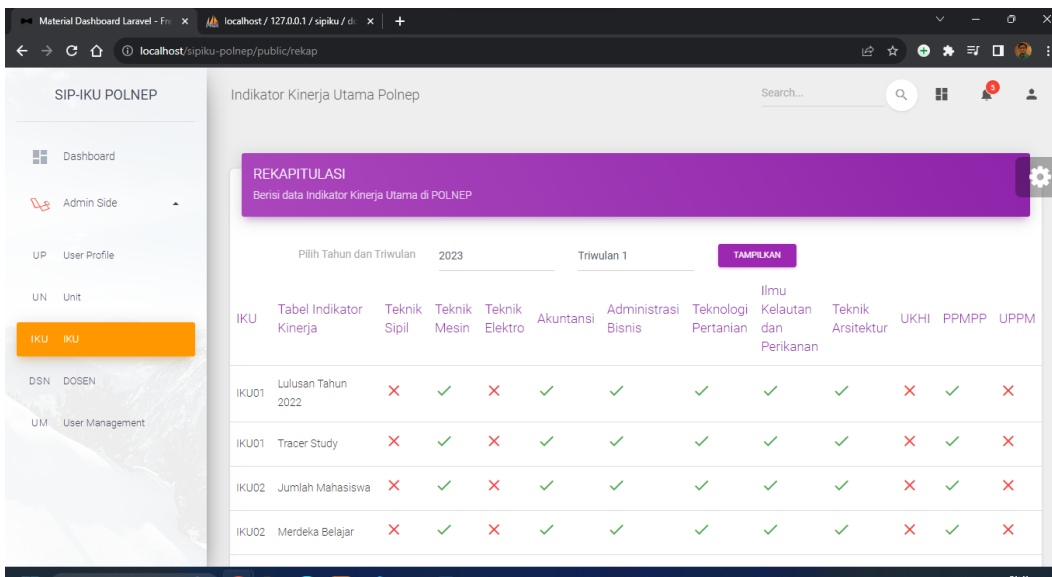 Material Dashboard Laravel - Fre
localhost / 127.0.0.1 / sipiku / do
localhost/sipiku-polnep/public/rekap
SIP-IKU POLNEP
Indikator Kinerja Utama Polnep
Search...
5
Dashboard
Admin Side
UP User Profile
UN Unit
IKU IKU
DSN DOSEN
UM User Management
REKAPITULASI
Berisi data Indikator Kinerja Utama di POLNEP
Pilih Tahun dan Triwulan 2023 Triwulan 1 TAMPILKAN
IKU
Tabel Indikator
Kinerja
Teknik
Sipil
Teknik
Mesin
Teknik
Elektro
Akuntansi
Administrasi
Bisnis
Teknologi
Pertanian
Ilmu
Kelautan
dan
Perikanan
Teknik
Arsitektur
UKHI
PPMPP
UPPM
IKU01 Lulusan Tahun
2022
IKU01 Tracer Study
IKU02 Jumlah Mahasiswa
IKU02 Merdeka Belajar